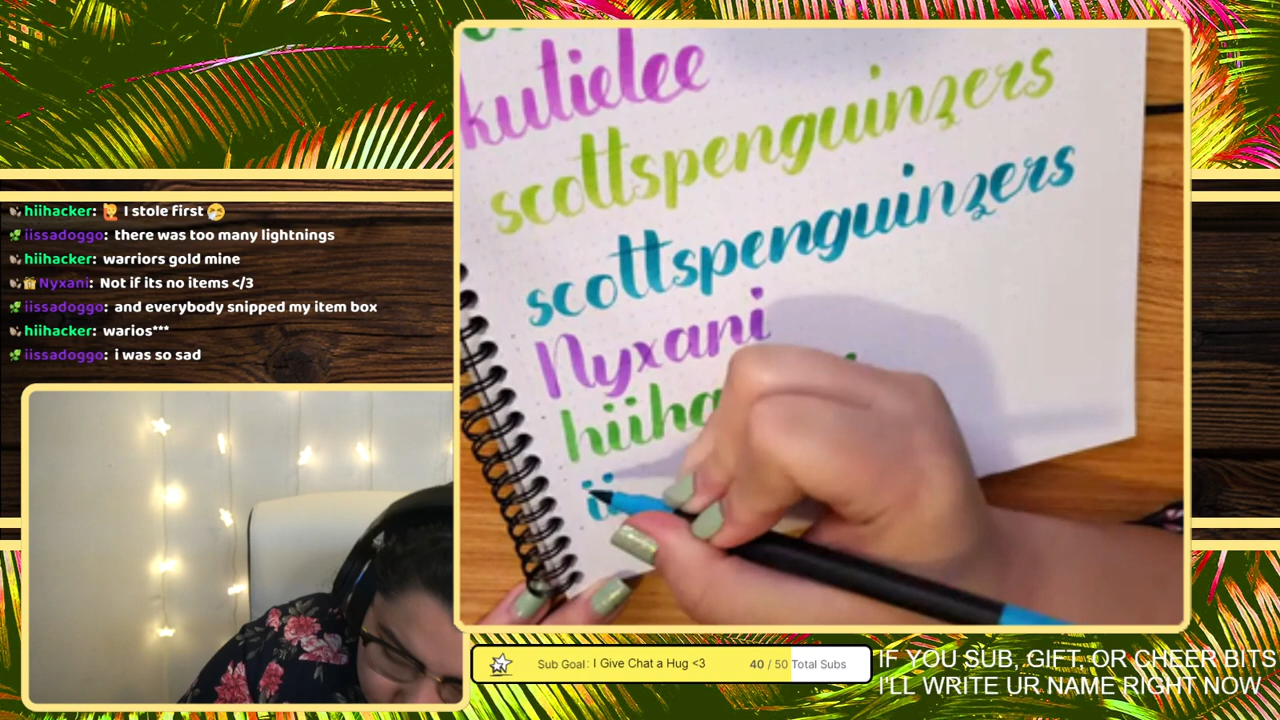 hiihacker: I stole first
iissadoggo: there was too many lightnings
hiihacker: warriors gold mine
Nyxani: Not if its no items </3
iissadoggo: and everybody snipped my item box
hiihacker: warios***
iissadoggo: i was so sad
kutielee
scottspenguinzers
scottspenguinzers
Nyxani
hiiha
ii
Sub Goal: I Give Chat a Hug <3 40 / 50 Total Subs
IF YOU SUB, GIFT, OR CHEER BITS
I'LL WRITE UR NAME RIGHT NOW